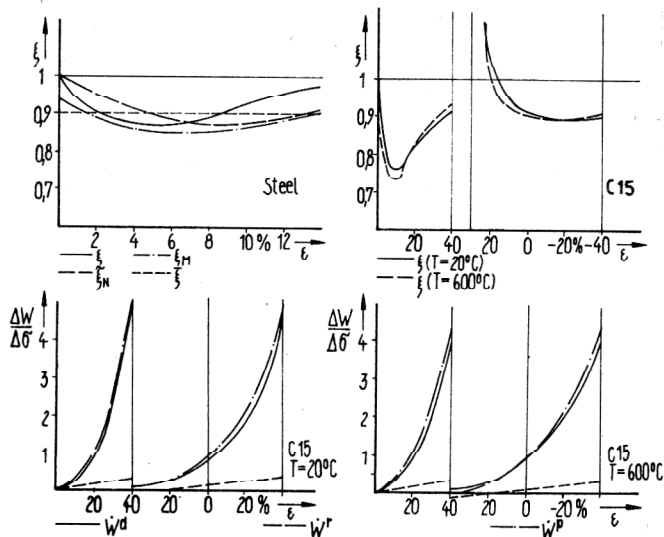 ξ
1
0,9
0,8
0,7
Steel
2 4 6 8 10 % 12 ε
ξ ξM
ξN ξ̄
ξ
1
0,9
0,8
0,7
C15
20 40 20 0 -20% -40 ε
ξ (T=20°C)
ξ (T=600°C)
ΔW
Δσ
4
3
2
1
C15
T=20°C
20 40 20 0 -20 % ε
Ẇd Ẇr
ΔW
Δσ
4
3
2
1
C15
T=600°C
20 40 20 0 -20 % ε
Ẇp